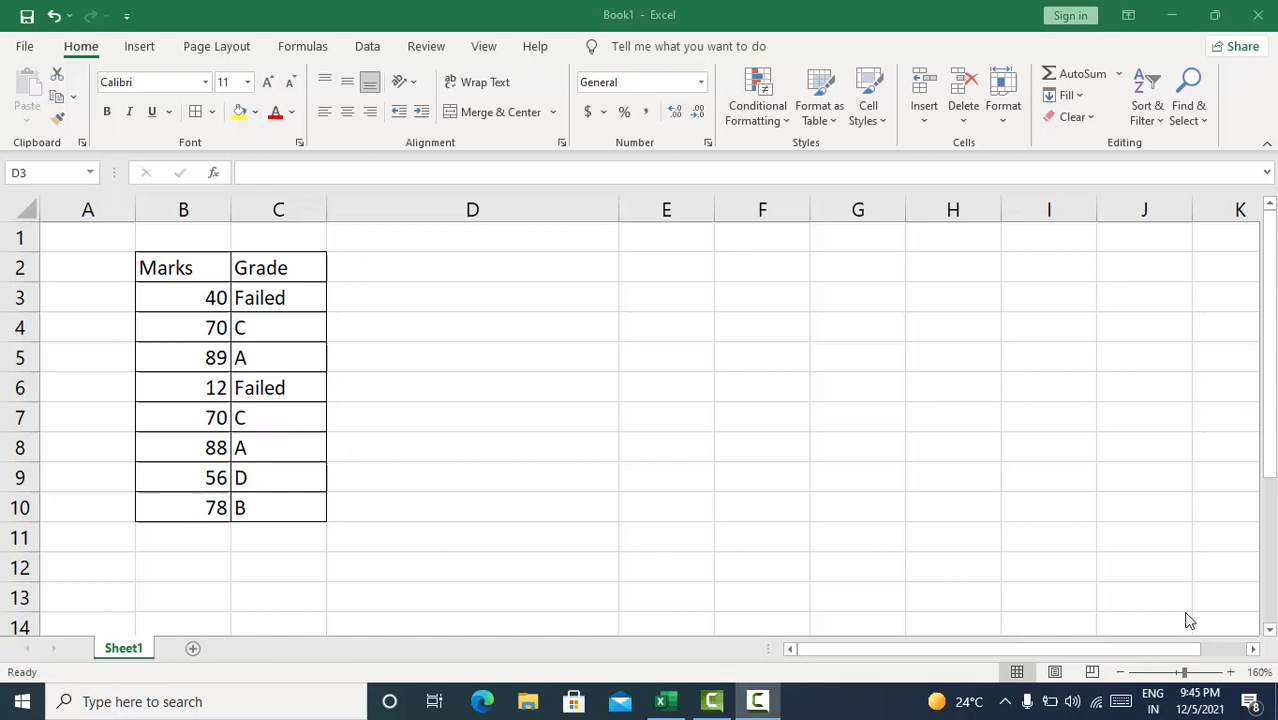 Book1 - Excel
Sign in
File Home Insert Page Layout Formulas Data Review View Help Tell me what you want to do Share
Paste
Clipboard
Calibri 11
B I U A
Font
Wrap Text
Merge & Center
Alignment
General
$ % ,
Number
Conditional Formatting
Format as Table
Cell Styles
Styles
Insert Delete Format
Cells
AutoSum
Fill
Clear
Sort & Filter
Find & Select
Editing
D3 fx
A B C D E F G H I J K
1
2 Marks Grade
3 40 Failed
4 70 C
5 89 A
6 12 Failed
7 70 C
8 88 A
9 56 D
10 78 B
11
12
13
14
Sheet1
Ready 160%
Type here to search
24°C
ENG
IN
9:45 PM
12/5/2021
8